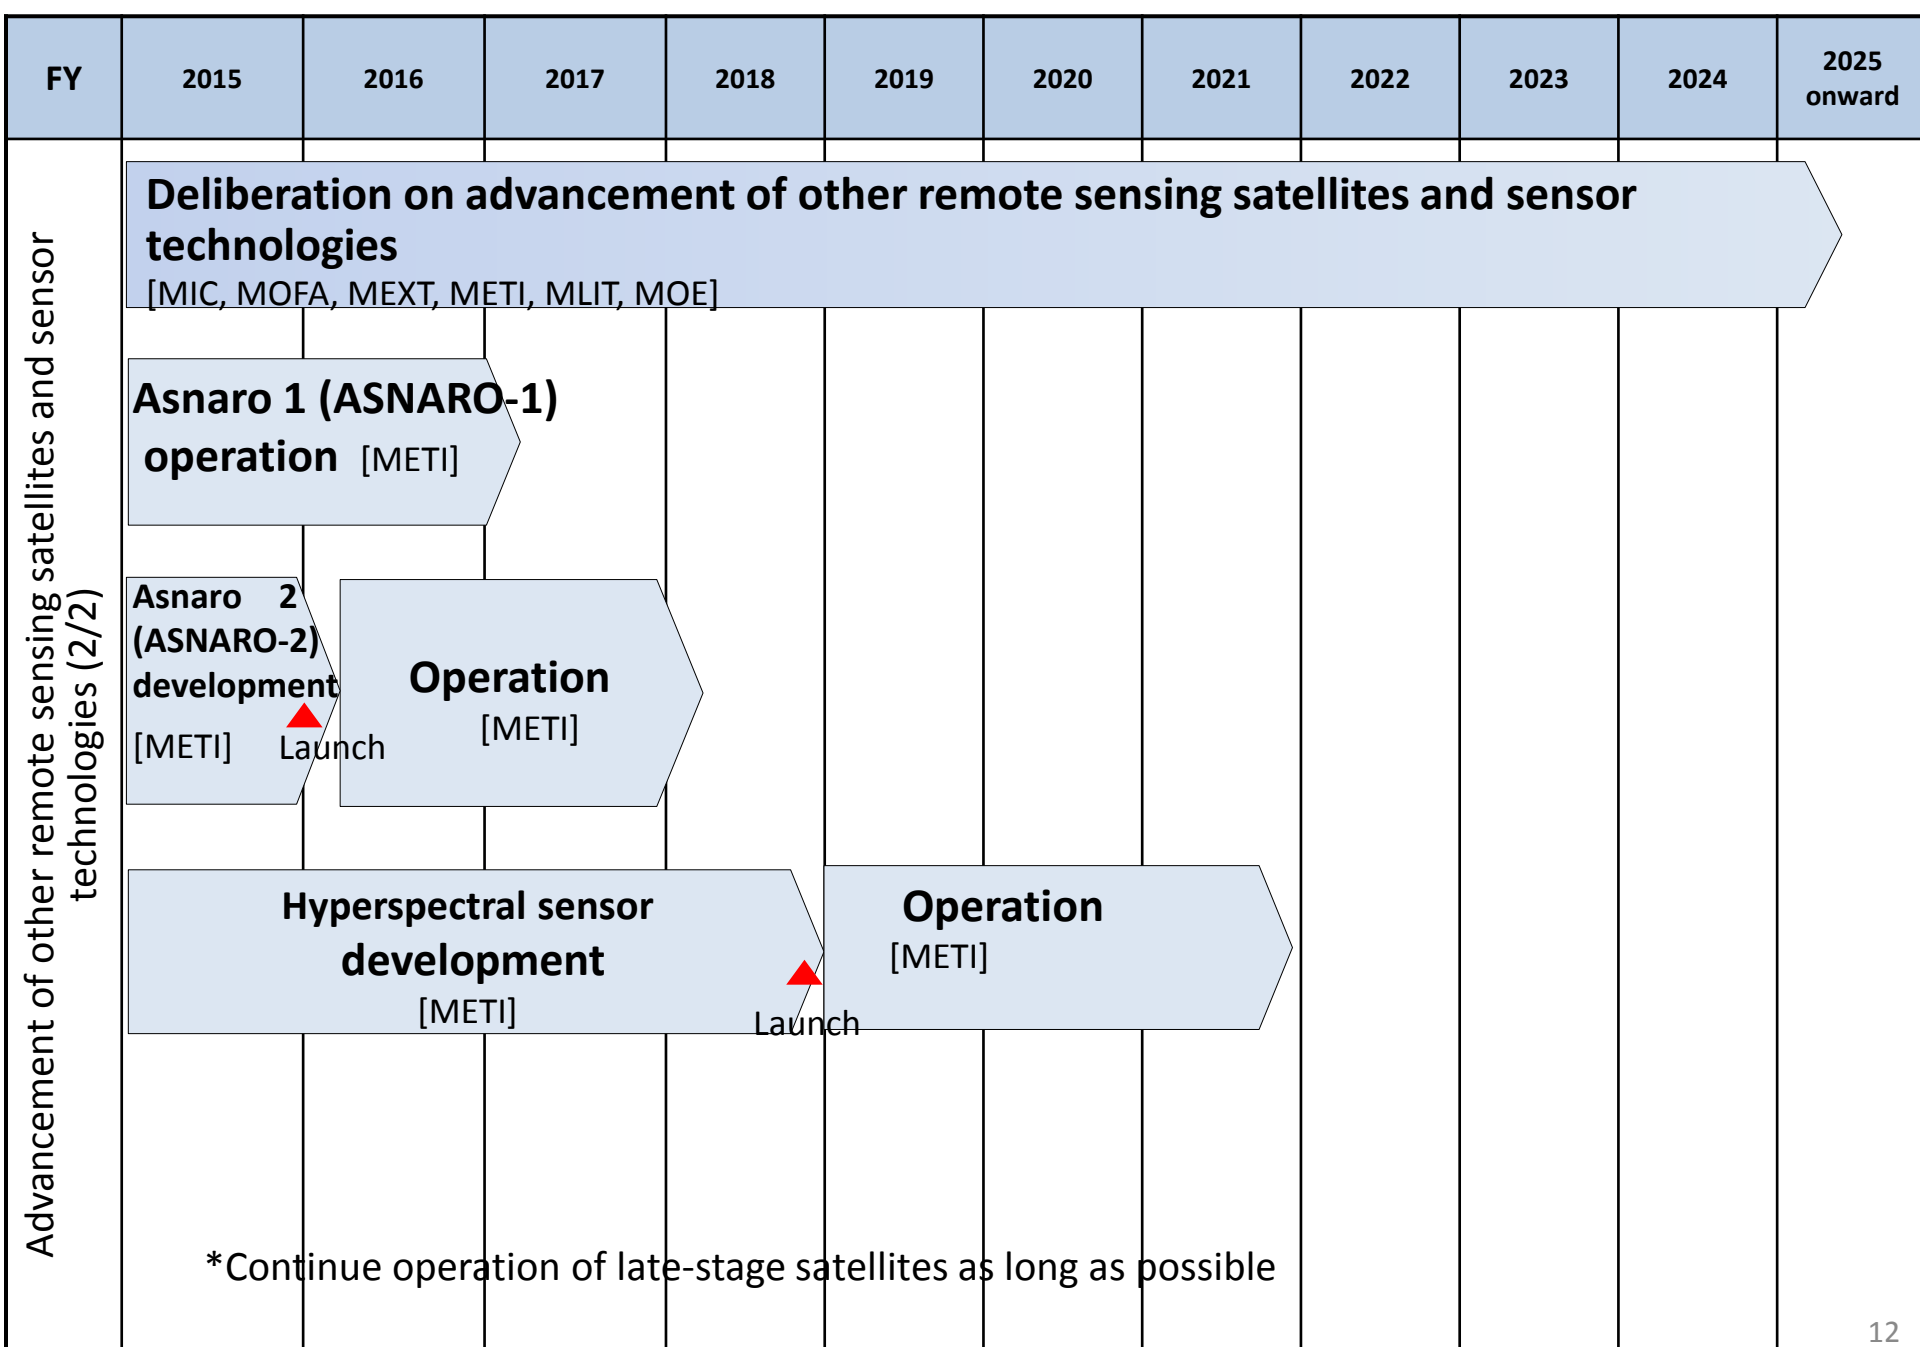 FY
2015
2016
2017
2018
2019
2020
2021
2022
2023
2024
2025
onward
Advancement of other remote sensing satellites and sensor
technologies (2/2)
Deliberation on advancement of other remote sensing satellites and sensor
technologies
[MIC, MOFA, MEXT, METI, MLIT, MOE]
Asnaro 1 (ASNARO-1)
operation [METI]
Asnaro 2
(ASNARO-2)
development
[METI]
Launch
Operation
[METI]
Hyperspectral sensor
development
[METI]
Launch
Operation
[METI]
*Continue operation of late-stage satellites as long as possible
12